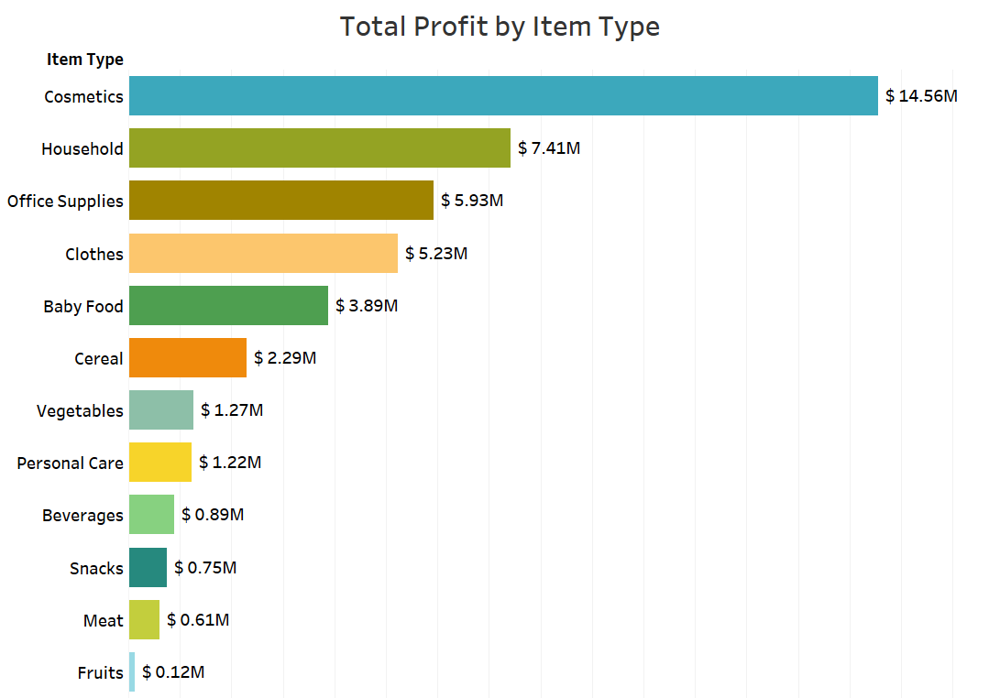 Total Profit by Item Type
Item Type
Cosmetics $ 14.56M
Household $ 7.41M
Office Supplies $ 5.93M
Clothes $ 5.23M
Baby Food $ 3.89M
Cereal $ 2.29M
Vegetables $ 1.27M
Personal Care $ 1.22M
Beverages $ 0.89M
Snacks $ 0.75M
Meat $ 0.61M
Fruits $ 0.12M